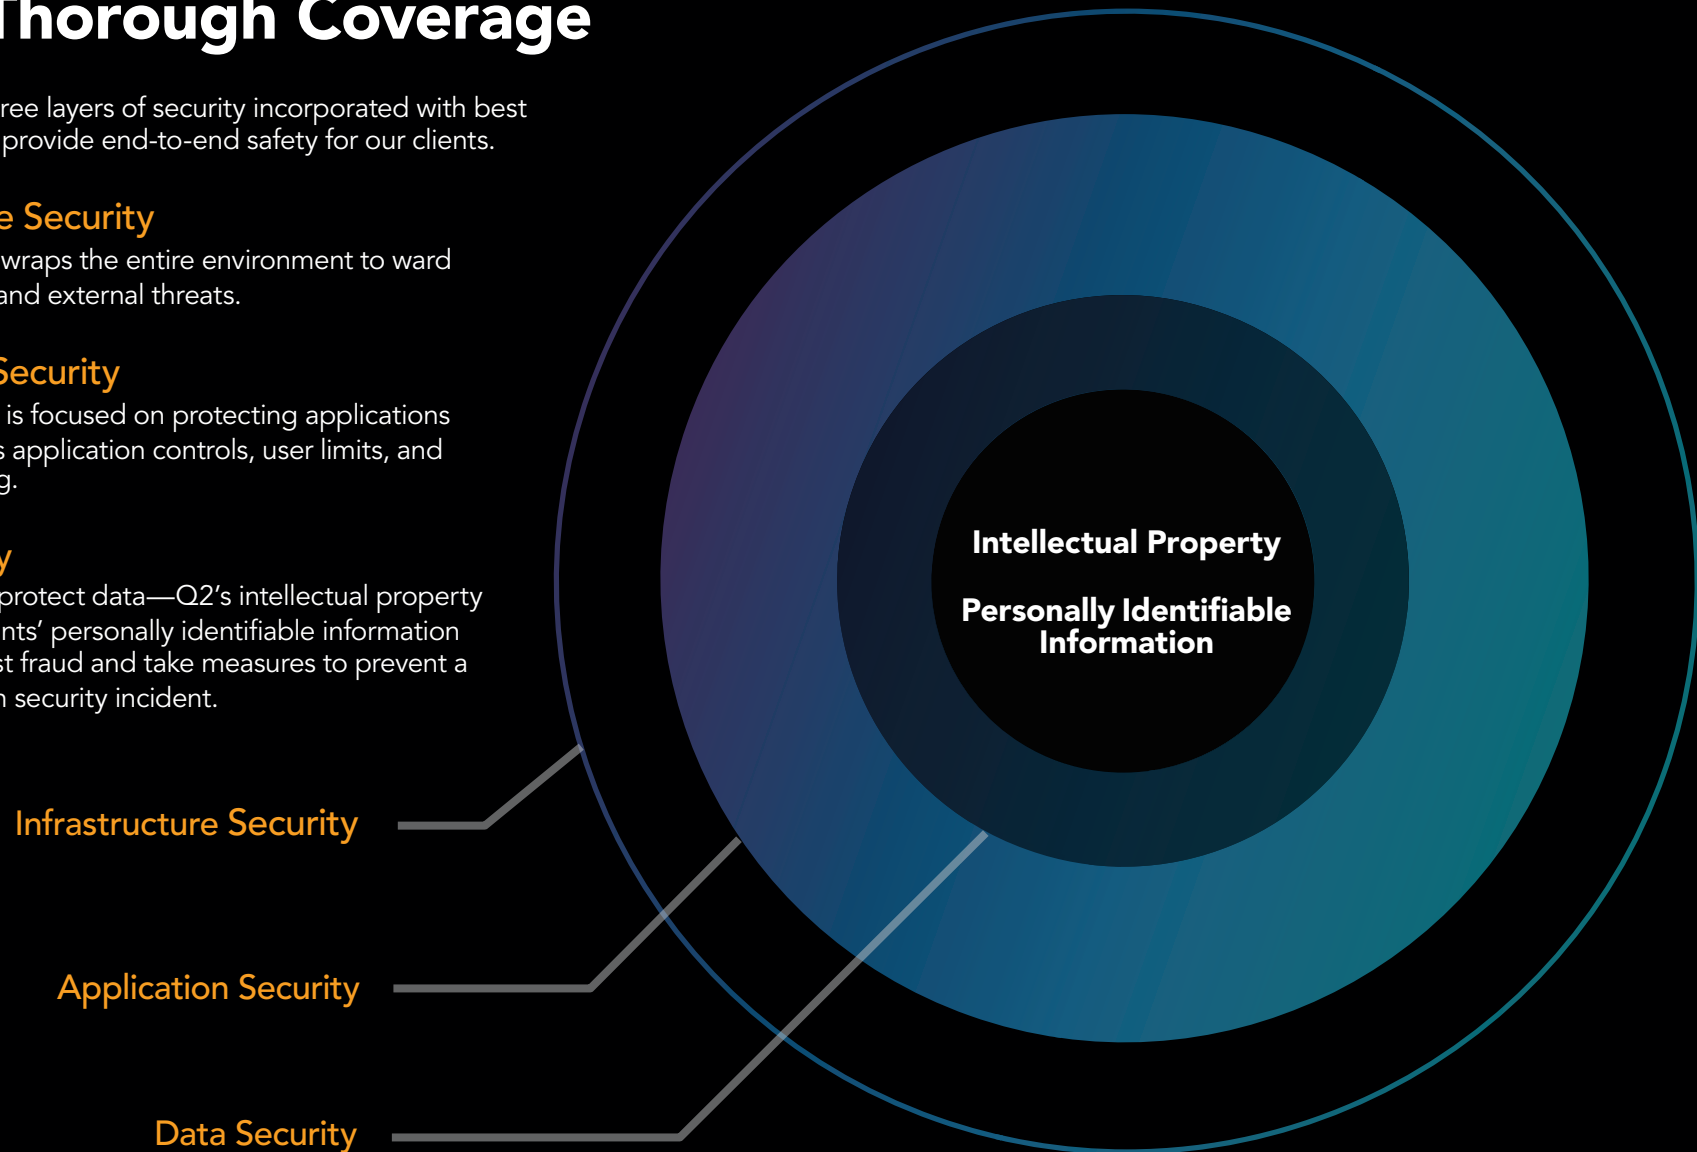 Thorough Coverage
ree layers of security incorporated with best
provide end-to-end safety for our clients.
e Security
wraps the entire environment to ward
and external threats.
Security
is focused on protecting applications
s application controls, user limits, and
g.
y
protect data—Q2’s intellectual property
nts’ personally identifiable information
st fraud and take measures to prevent a
n security incident.
Intellectual Property
Personally Identifiable
Information
Infrastructure Security
Application Security
Data Security